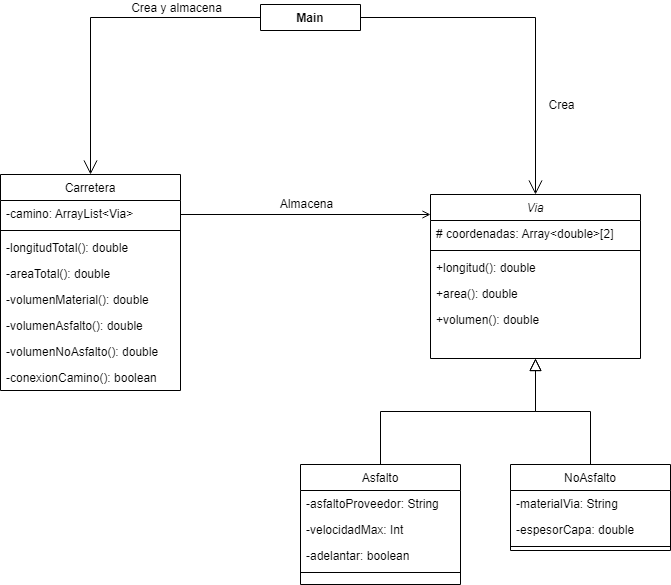 Crea y almacena
Main
Crea
Carretera
-camino: ArrayList<Via>
-longitudTotal(): double
-areaTotal(): double
-volumenMaterial(): double
-volumenAsfalto(): double
-volumenNoAsfalto(): double
-conexionCamino(): boolean
Almacena
Via
# coordenadas: Array<double>[2]
+longitud(): double
+area(): double
+volumen(): double
Asfalto
-asfaltoProveedor: String
-velocidadMax: Int
-adelantar: boolean
NoAsfalto
-materialVia: String
-espesorCapa: double